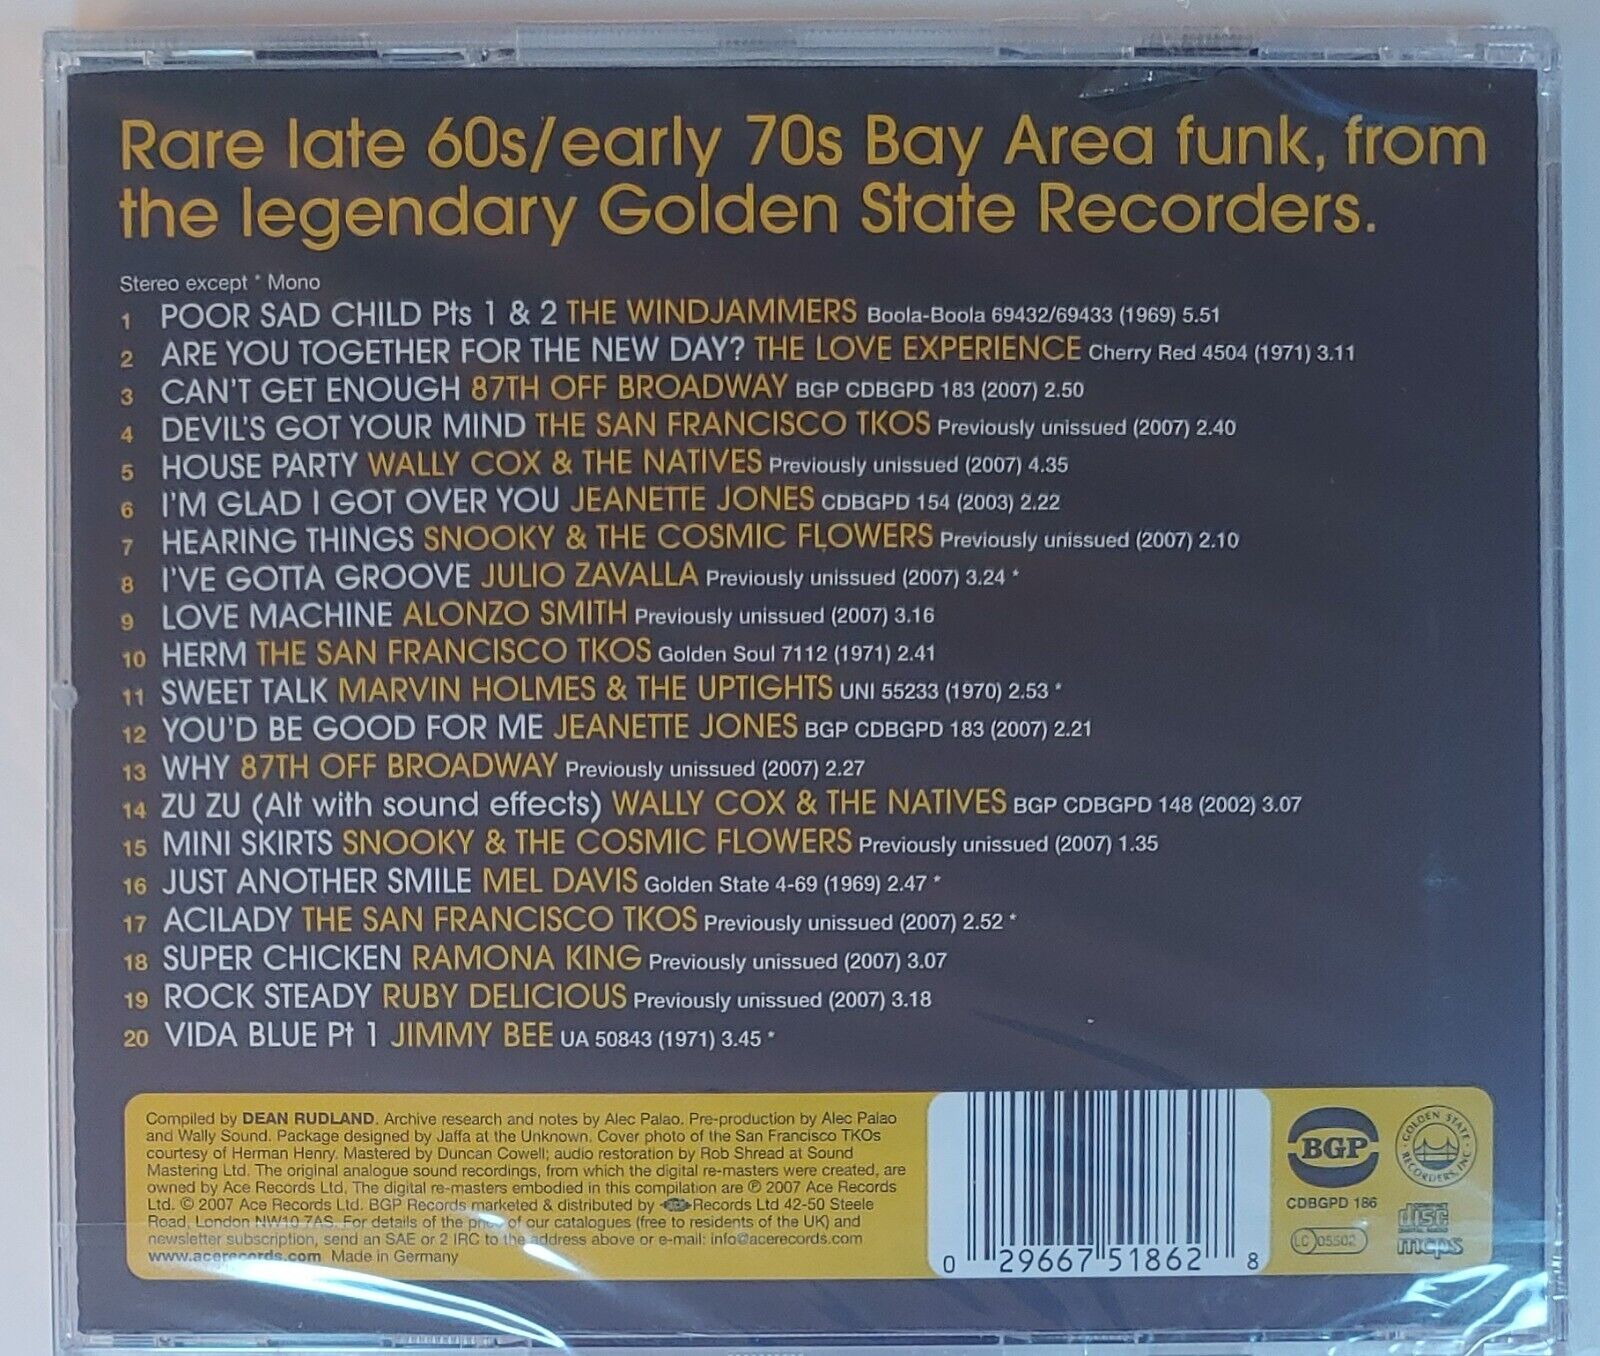 Rare late 60s/early 70s Bay Area funk, from
the legendary Golden State Recorders.
Stereo except * Mono
1 POOR SAD CHILD Pts 1 & 2 THE WINDJAMMERS Boola-Boola 69432/69433 (1969) 5.51
2 ARE YOU TOGETHER FOR THE NEW DAY? THE LOVE EXPERIENCE Cherry Red 4504 (1971) 3.11
3 CAN'T GET ENOUGH 87TH OFF BROADWAY BGP CDBGPD 183 (2007) 2.50
4 DEVIL'S GOT YOUR MIND THE SAN FRANCISCO TKOS Previously unissued (2007) 2.40
5 HOUSE PARTY WALLY COX & THE NATIVES Previously unissued (2007) 4.35
6 I'M GLAD I GOT OVER YOU JEANETTE JONES CDBGPD 154 (2003) 2.22
7 HEARING THINGS SNOOKY & THE COSMIC FLOWERS Previously unissued (2007) 2.10
8 I'VE GOTTA GROOVE JULIO ZAVALLA Previously unissued (2007) 3.24 *
9 LOVE MACHINE ALONZO SMITH Previously unissued (2007) 3.16
10 HERM THE SAN FRANCISCO TKOS Golden Soul 7112 (1971) 2.41
11 SWEET TALK MARVIN HOLMES & THE UPTIGHTS UNI 55233 (1970) 2.53 *
12 YOU'D BE GOOD FOR ME JEANETTE JONES BGP CDBGPD 183 (2007) 2.21
13 WHY 87TH OFF BROADWAY Previously unissued (2007) 2.27
14 ZU ZU (Alt with sound effects) WALLY COX & THE NATIVES BGP CDBGPD 148 (2002) 3.07
15 MINI SKIRTS SNOOKY & THE COSMIC FLOWERS Previously unissued (2007) 1.35
16 JUST ANOTHER SMILE MEL DAVIS Golden State 4-69 (1969) 2.47 *
17 ACILADY THE SAN FRANCISCO TKOS Previously unissued (2007) 2.52 *
18 SUPER CHICKEN RAMONA KING Previously unissued (2007) 3.07
19 ROCK STEADY RUBY DELICIOUS Previously unissued (2007) 3.18
20 VIDA BLUE Pt 1 JIMMY BEE UA 50843 (1971) 3.45 *
Compiled by DEAN RUDLAND. Archive research and notes by Alec Palao. Pre-production by Alec Palao
and Wally Sound. Package designed by Jaffa at the Unknown. Cover photo of the San Francisco TKOs
courtesy of Herman Henry. Mastered by Duncan Cowell; audio restoration by Rob Shread at Sound
Mastering Ltd. The original analogue sound recordings, from which the digital re-masters were created, are
owned by Ace Records Ltd. The digital re-masters embodied in this compilation are ℗ 2007 Ace Records
Ltd. © 2007 Ace Records Ltd. BGP Records marketed & distributed by Records Ltd 42-50 Steele
Road, London NW10 7AS. For details of the price of our catalogues (free to residents of the UK) and
newsletter subscription, send an SAE or 2 IRC to the address above or e-mail: info@acerecords.com
www.acerecords.com Made in Germany
0 29667 51862 8
BGP
GOLDEN STATE RECORDERS, INC
CDBGPD 186
LC 05502
COMPACT disc DIGITAL AUDIO
mcps